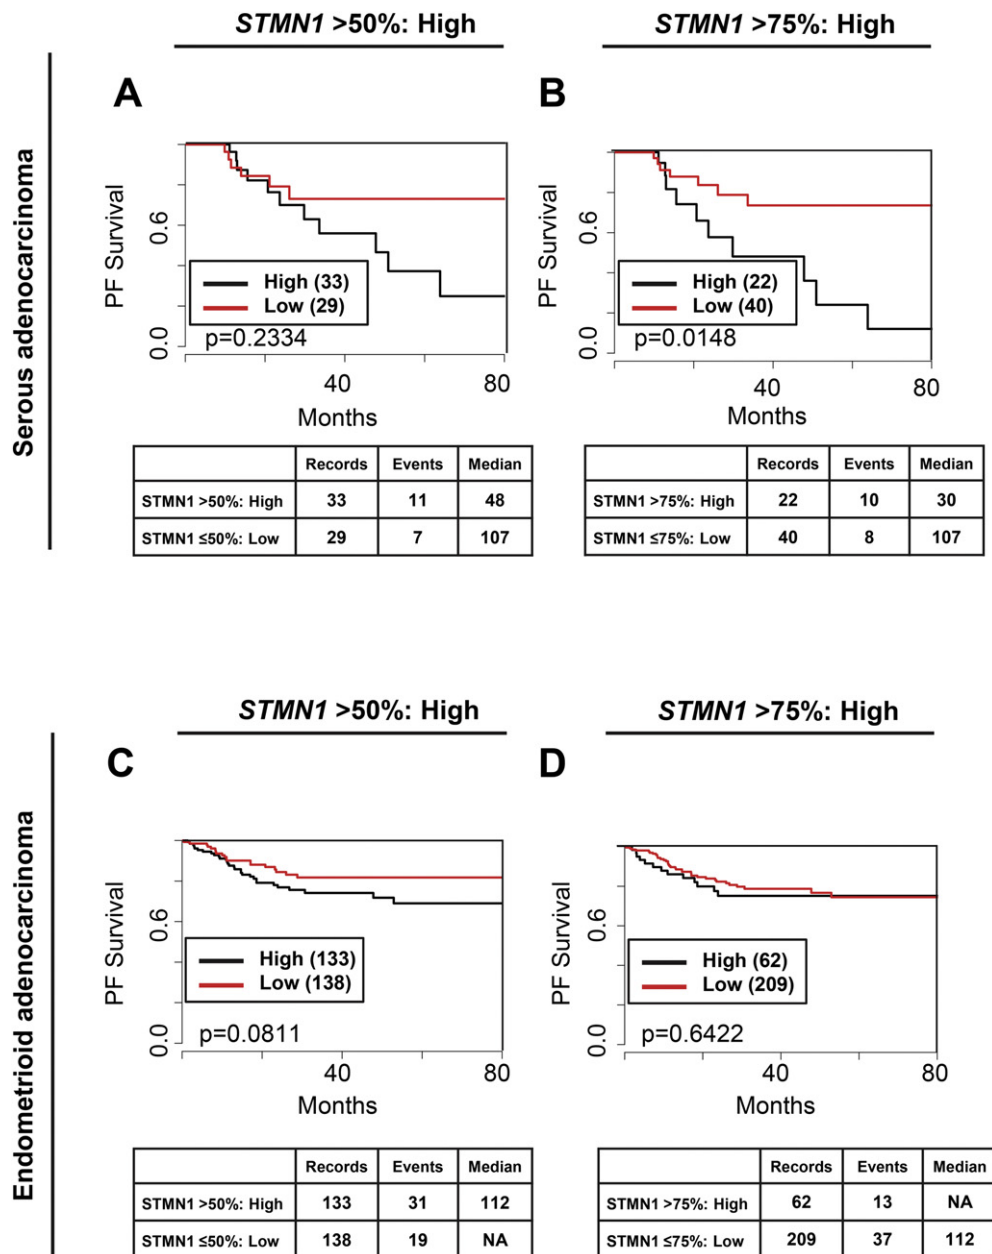 STMN1 >50%: High
STMN1 >75%: High
Serous adenocarcinoma
A
PF Survival
0.6
0.0
High (33)
Low (29)
p=0.2334
40
80
Months
B
PF Survival
0.6
0.0
High (22)
Low (40)
p=0.0148
40
80
Months
Records Events Median
STMN1 >50%: High 33 11 48
STMN1 ≤50%: Low 29 7 107
Records Events Median
STMN1 >75%: High 22 10 30
STMN1 ≤75%: Low 40 8 107
STMN1 >50%: High
STMN1 >75%: High
Endometrioid adenocarcinoma
C
PF Survival
0.6
0.0
High (133)
Low (138)
p=0.0811
40
80
Months
D
PF Survival
0.6
0.0
High (62)
Low (209)
p=0.6422
40
80
Months
Records Events Median
STMN1 >50%: High 133 31 112
STMN1 ≤50%: Low 138 19 NA
Records Events Median
STMN1 >75%: High 62 13 NA
STMN1 ≤75%: Low 209 37 112